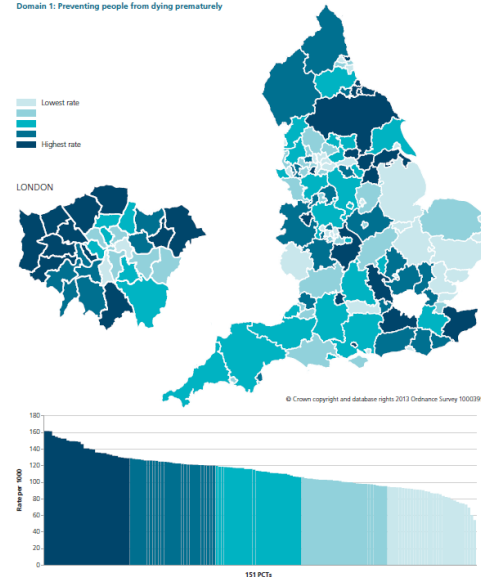 Domain 1: Preventing people from dying prematurely
Lowest rate
Highest rate
LONDON
© Crown copyright and database rights 2013 Ordnance Survey 1000395
180
160
140
120
100
80
60
40
20
0
Rate per 1000
151 PCTs